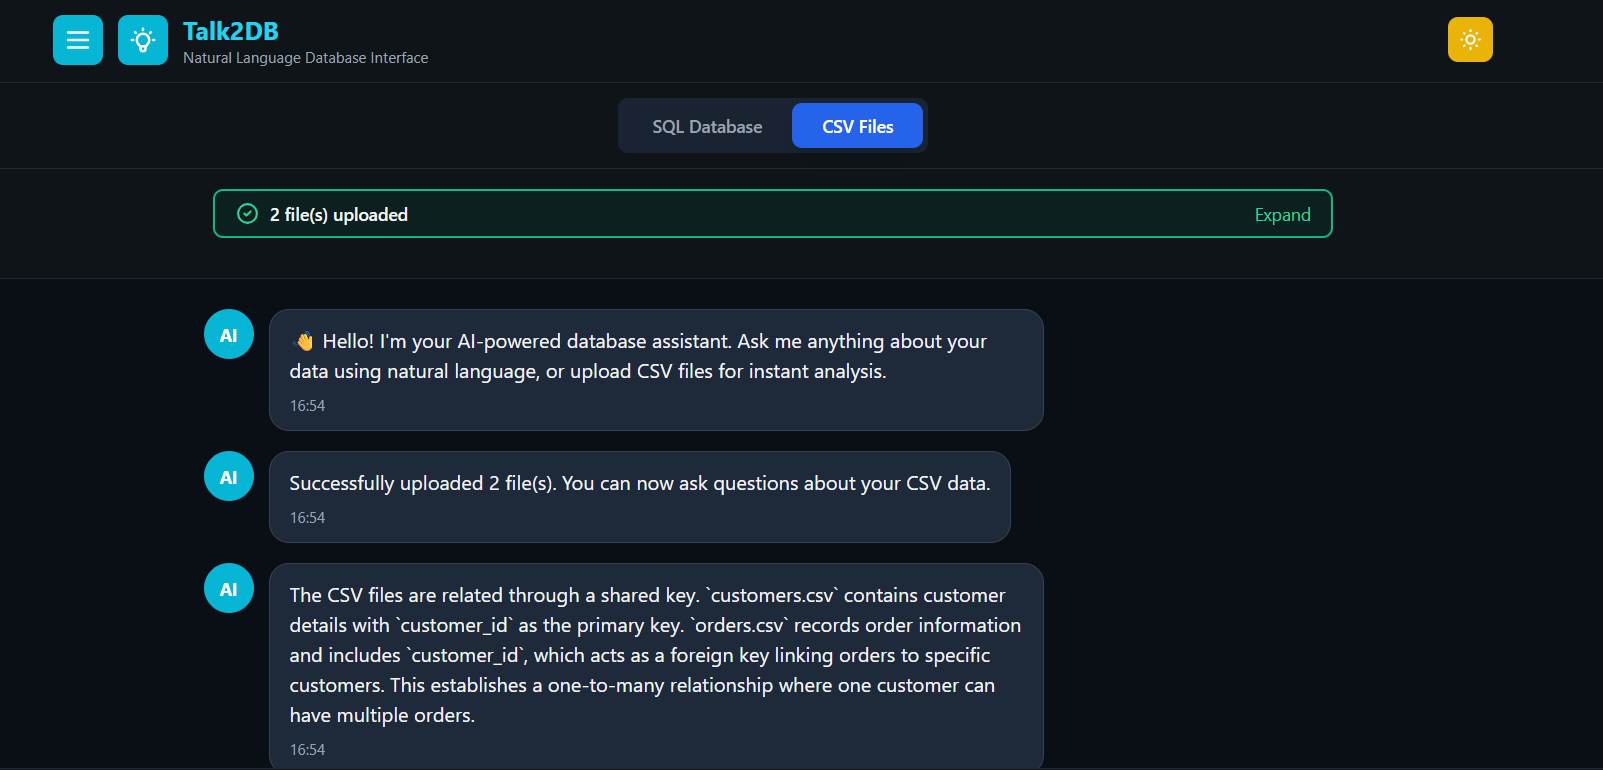 Talk2DB
Natural Language Database Interface
SQL Database
CSV Files
2 file(s) uploaded
Expand
AI
👋 Hello! I'm your AI-powered database assistant. Ask me anything about your
data using natural language, or upload CSV files for instant analysis.
16:54
AI
Successfully uploaded 2 file(s). You can now ask questions about your CSV data.
16:54
AI
The CSV files are related through a shared key. `customers.csv` contains customer
details with `customer_id` as the primary key. `orders.csv` records order information
and includes `customer_id`, which acts as a foreign key linking orders to specific
customers. This establishes a one-to-many relationship where one customer can
have multiple orders.
16:54